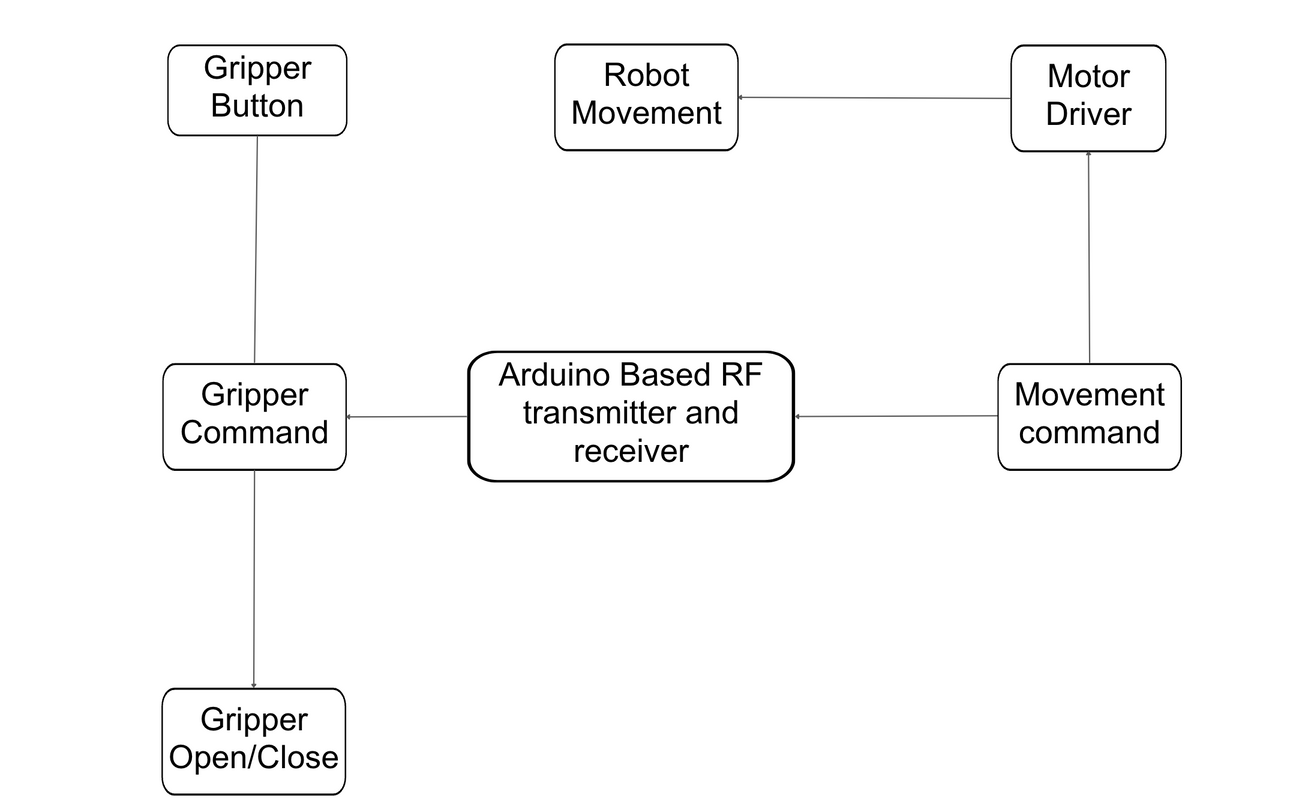 Gripper
Button
Robot
Movement
Motor
Driver
Gripper
Command
Arduino Based RF
transmitter and
receiver
Movement
command
Gripper
Open/Close